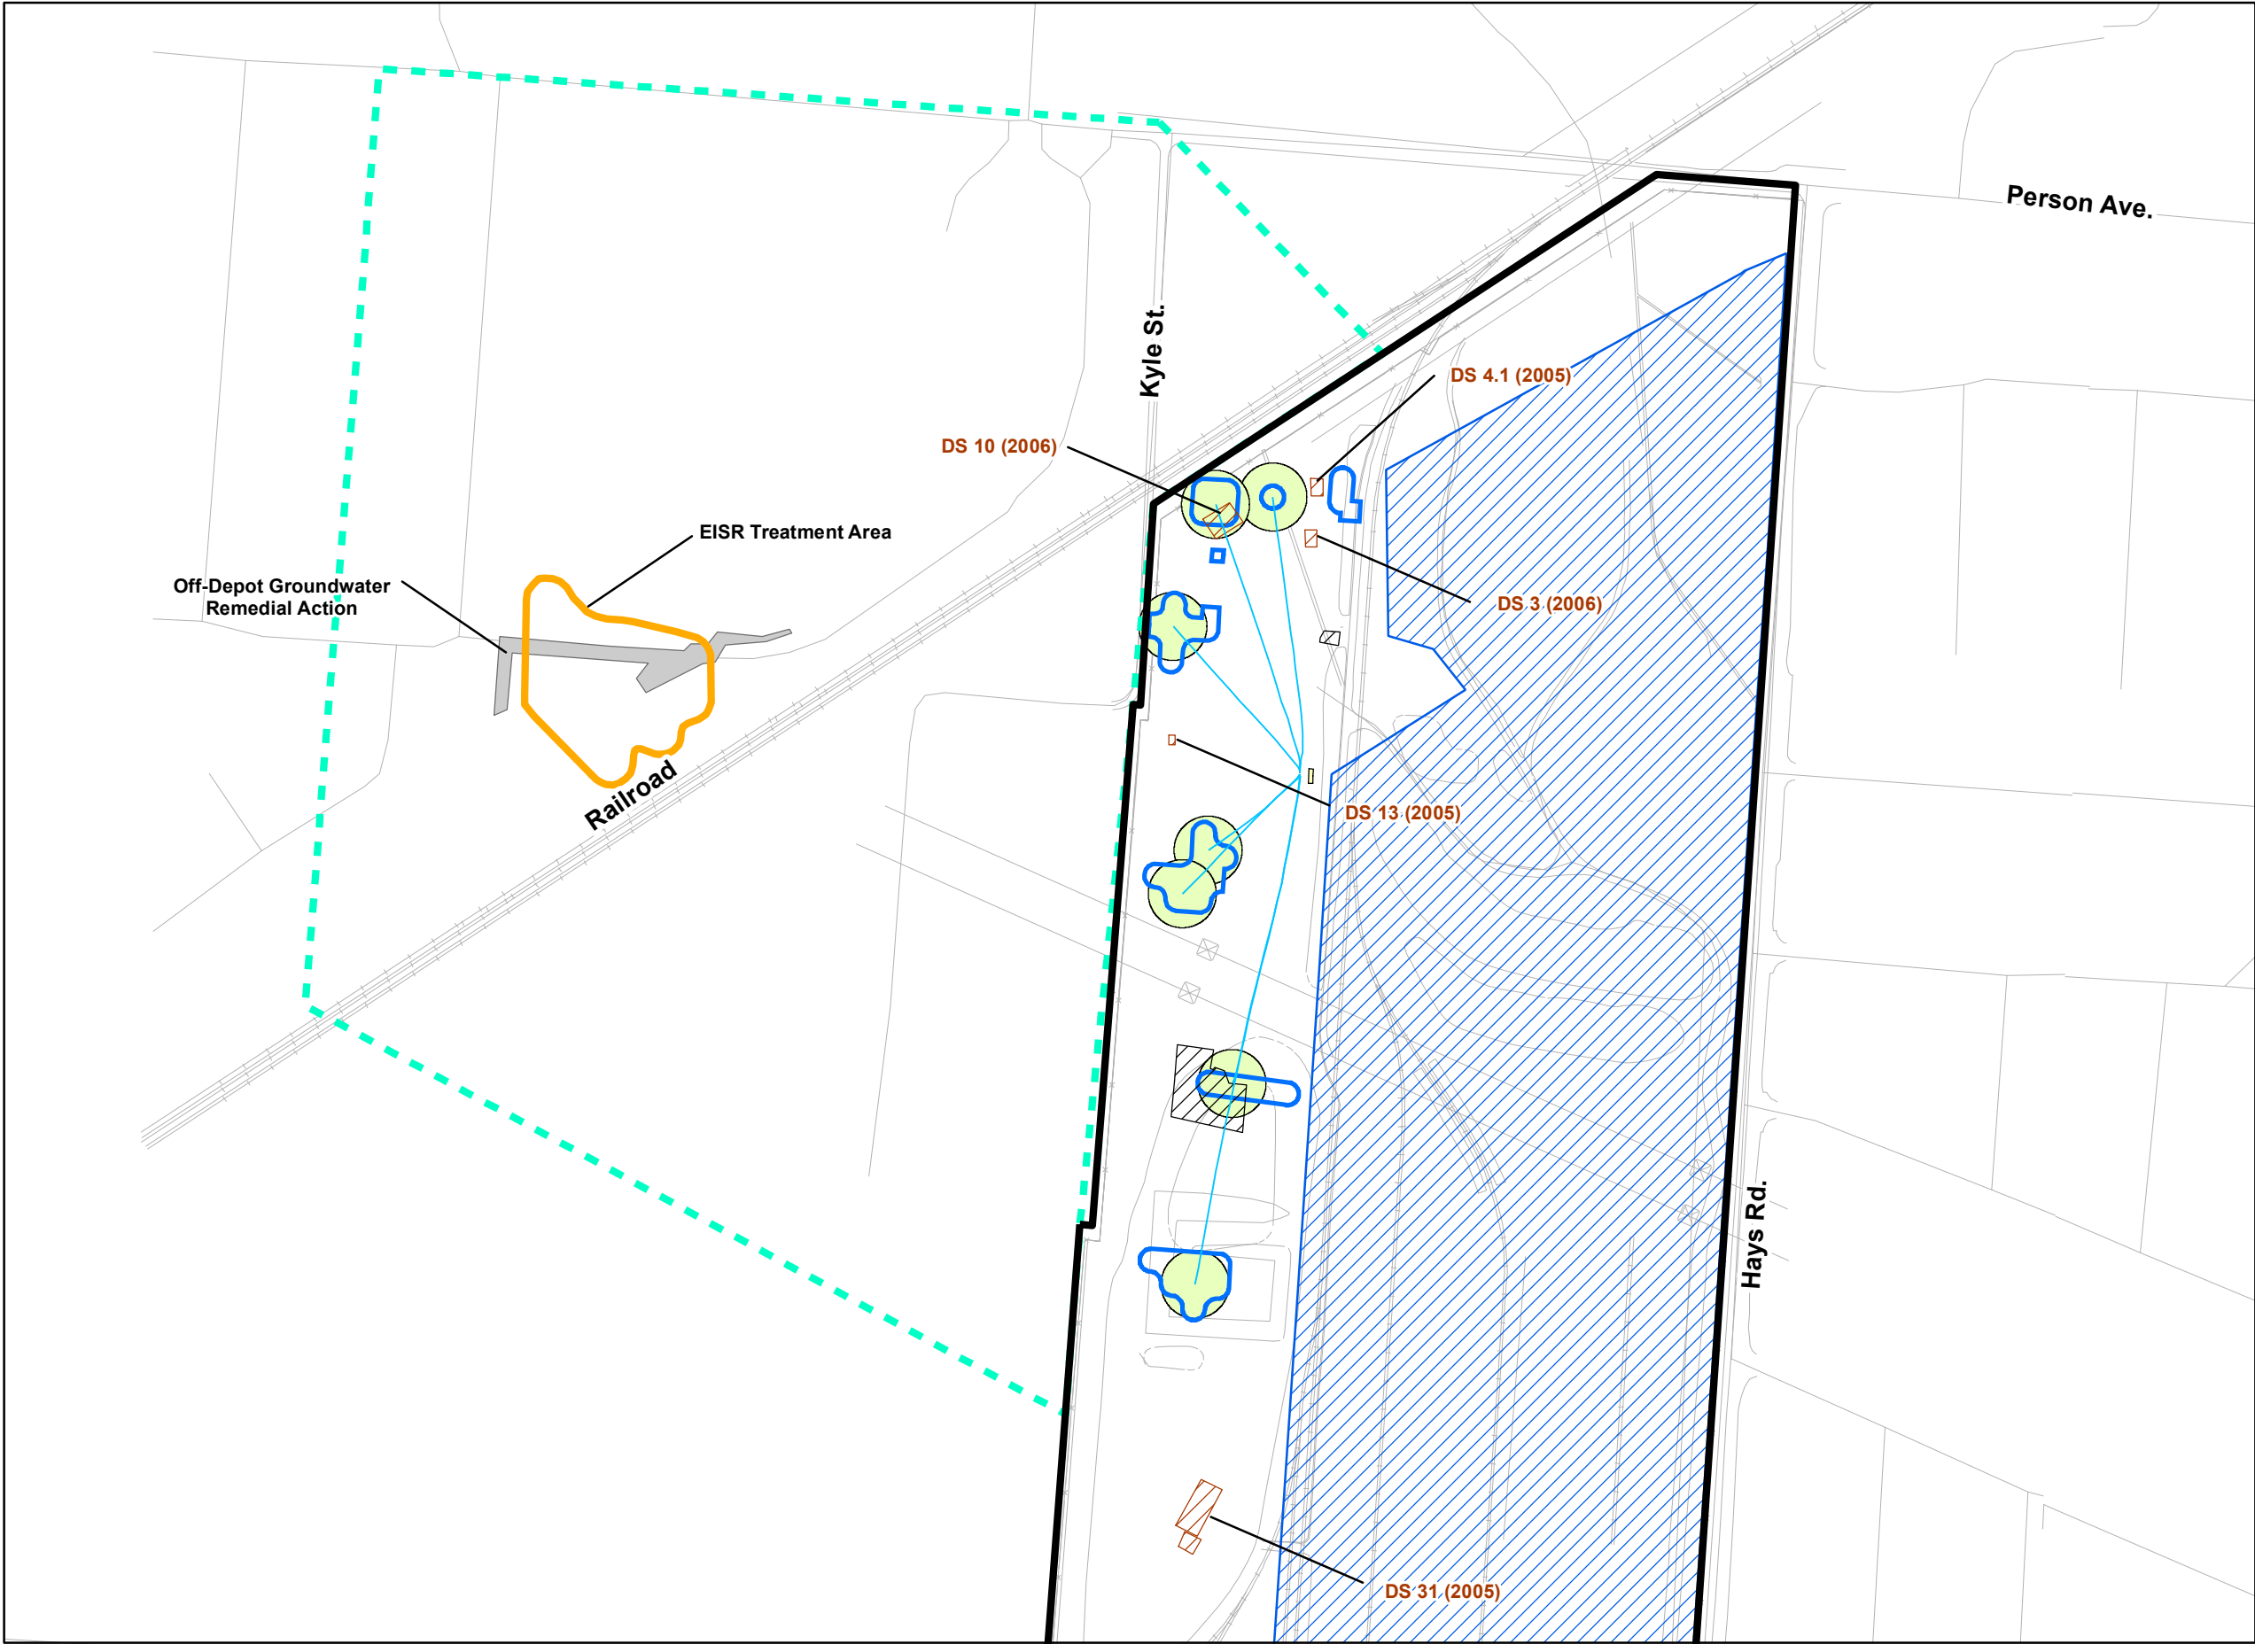 Person Ave.
Kyle St.
DS 4.1 (2005)
DS 10 (2006)
EISR Treatment Area
Off-Depot Groundwater
Remedial Action
DS 3 (2006)
Railroad
DS 13 (2005)
Hays Rd.
DS 31 (2005)